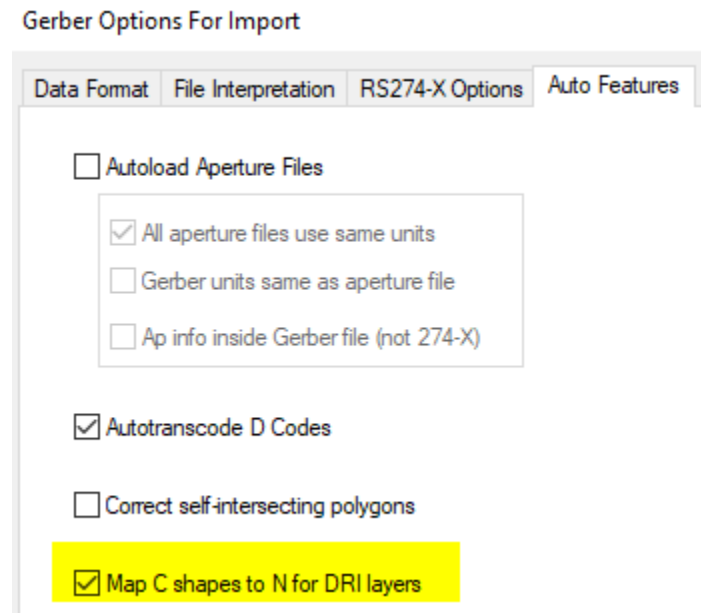 Gerber Options For Import
Data Format File Interpretation RS274-X Options Auto Features
Autoload Aperture Files
All aperture files use same units
Gerber units same as aperture file
Ap info inside Gerber file (not 274-X)
Autotranscode D Codes
Correct self-intersecting polygons
Map C shapes to N for DRI layers